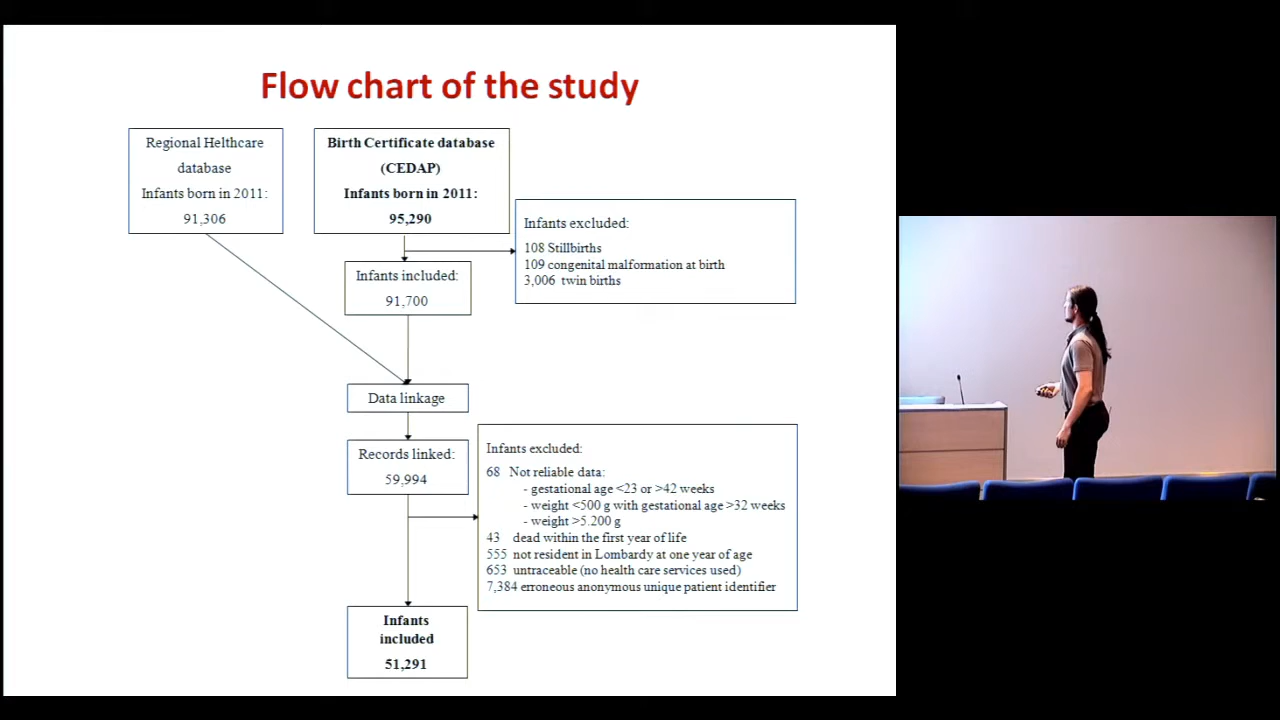 Flow chart of the study
Regional Helthcare
database
Infants born in 2011:
91,306
Birth Certificate database
(CEDAP)
Infants born in 2011:
95,290
Infants excluded:
108 Stillbirths
109 congenital malformation at birth
3,006 twin births
Infants included:
91,700
Data linkage
Records linked:
59,994
Infants excluded:
68 Not reliable data:
- gestational age <23 or >42 weeks
- weight <500 g with gestational age >32 weeks
- weight >5.200 g
43 dead within the first year of life
555 not resident in Lombardy at one year of age
653 untraceable (no health care services used)
7,384 erroneous anonymous unique patient identifier
Infants
included
51,291